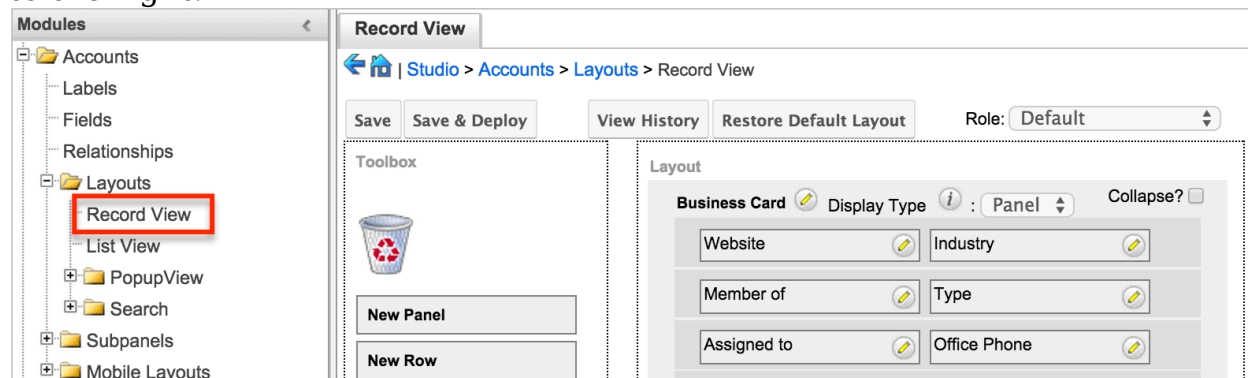 Modules <
Accounts
Labels
Fields
Relationships
Layouts
Record View
List View
PopupView
Search
Subpanels
Mobile Layouts
Record View
| Studio > Accounts > Layouts > Record View
Save Save & Deploy View History Restore Default Layout Role: Default
Toolbox
New Panel
New Row
Layout
Business Card Display Type i : Panel Collapse?
Website Industry
Member of Type
Assigned to Office Phone